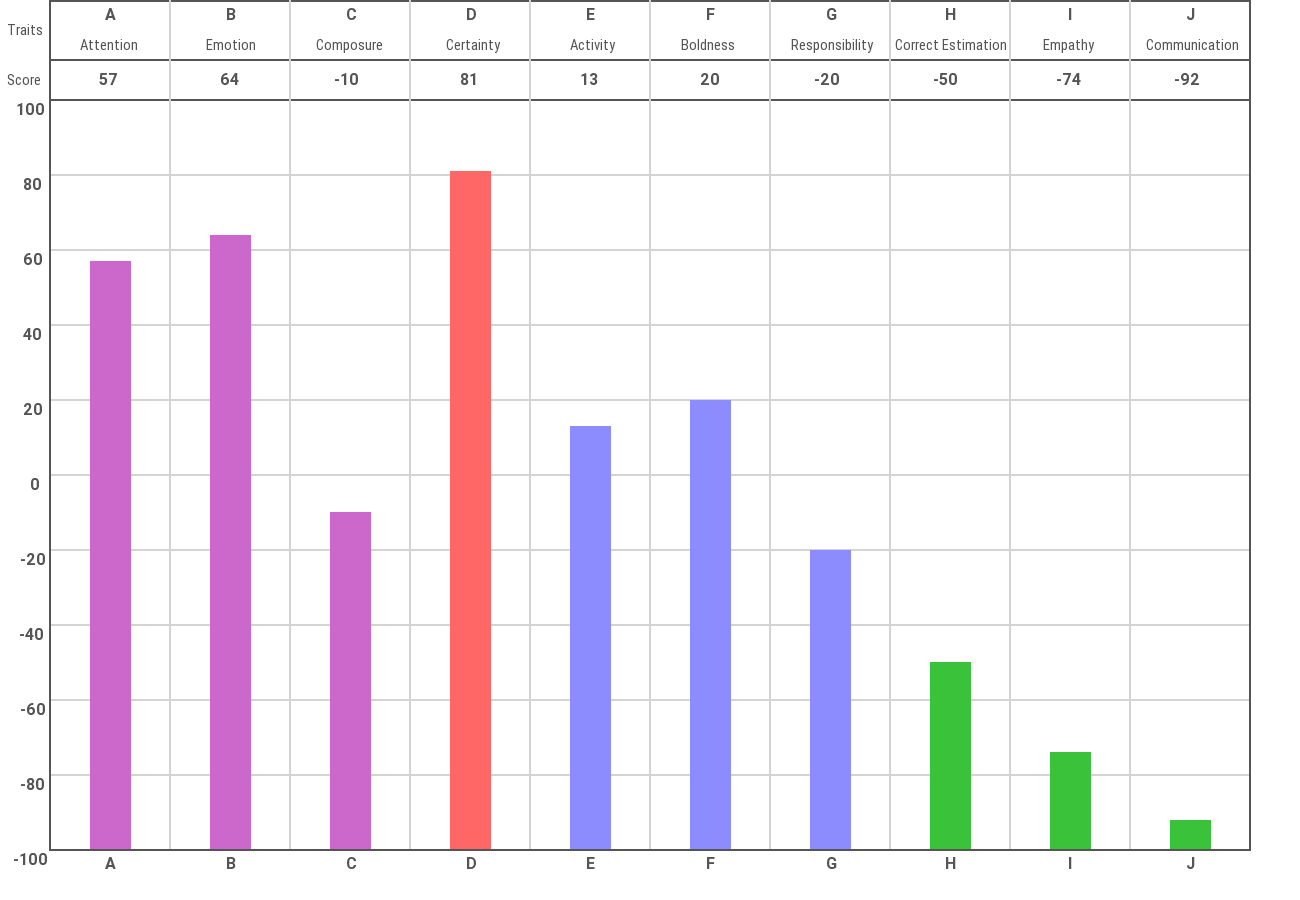 A B C D E F G H I J
Traits
Attention Emotion Composure Certainty Activity Boldness Responsibility Correct Estimation Empathy Communication
Score 57 64 -10 81 13 20 -20 -50 -74 -92
100
80
60
40
20
0
-20
-40
-60
-80
-100
A B C D E F G H I J